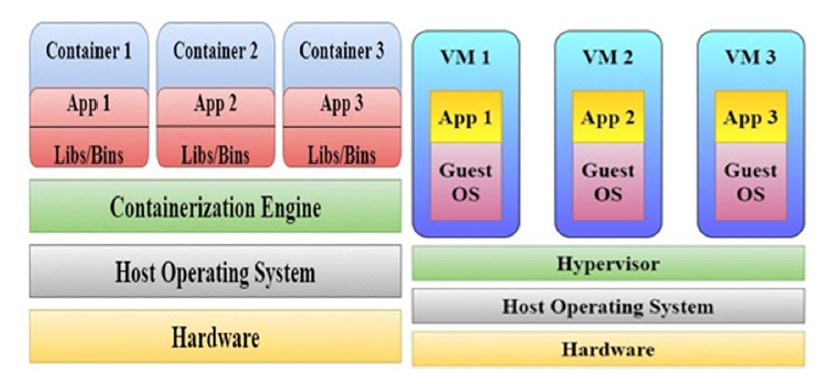 Container 1
App 1
Libs/Bins
Container 2
App 2
Libs/Bins
Container 3
App 3
Libs/Bins
Containerization Engine
Host Operating System
Hardware
VM 1
App 1
Guest
OS
VM 2
App 2
Guest
OS
VM 3
App 3
Guest
OS
Hypervisor
Host Operating System
Hardware